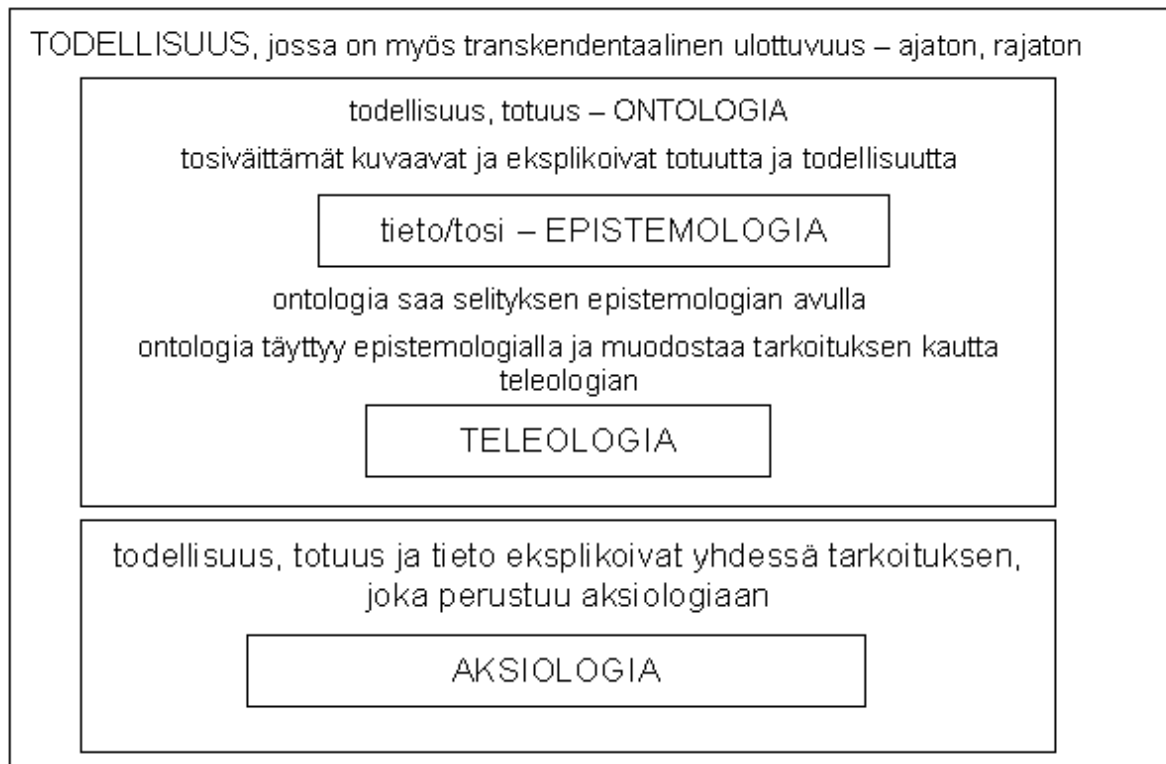 TODELLISUUS, jossa on myös transkendentaalinen ulottuvuus – ajaton, rajaton
todellisuus, totuus – ONTOLOGIA
tosiväittämät kuvaavat ja eksplikoivat totuutta ja todellisuutta
tieto/tosi – EPISTEMOLOGIA
ontologia saa selityksen epistemologian avulla
ontologia täyttyy epistemologialla ja muodostaa tarkoituksen kautta
teleologian
TELEOLOGIA
todellisuus, totuus ja tieto eksplikoivat yhdessä tarkoituksen,
joka perustuu aksiologiaan
AKSIOLOGIA